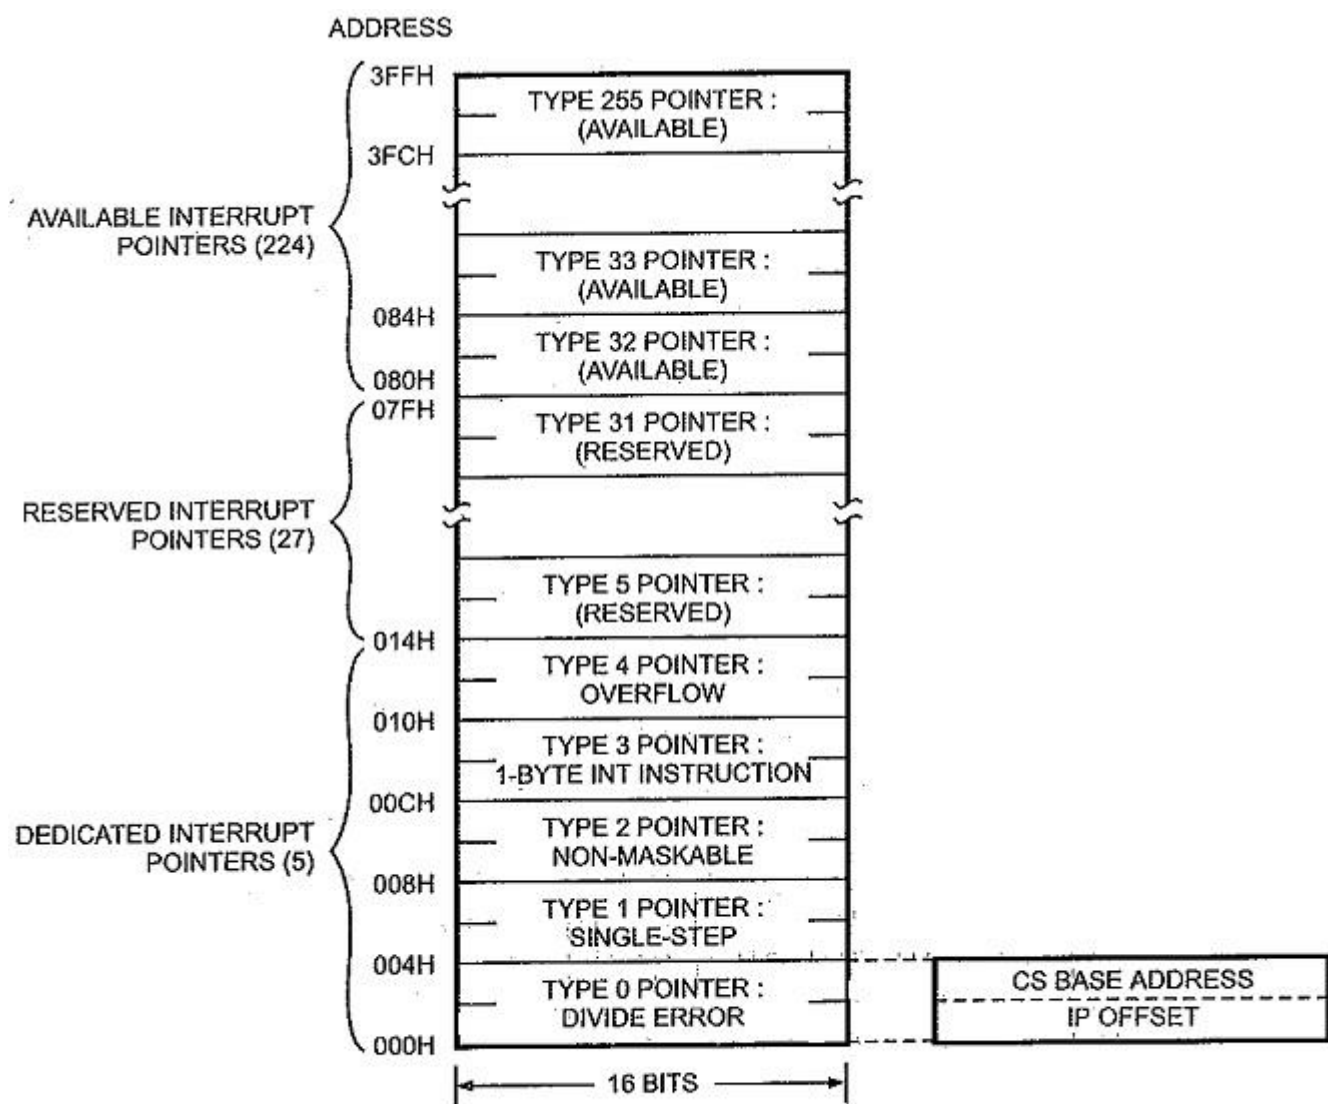 ADDRESS
3FFH
TYPE 255 POINTER :
(AVAILABLE)
3FCH
AVAILABLE INTERRUPT
POINTERS (224)
TYPE 33 POINTER :
(AVAILABLE)
084H
TYPE 32 POINTER :
(AVAILABLE)
080H
07FH
TYPE 31 POINTER :
(RESERVED)
RESERVED INTERRUPT
POINTERS (27)
TYPE 5 POINTER :
(RESERVED)
014H
TYPE 4 POINTER :
OVERFLOW
010H
TYPE 3 POINTER :
1-BYTE INT INSTRUCTION
00CH
DEDICATED INTERRUPT
POINTERS (5)
TYPE 2 POINTER :
NON-MASKABLE
008H
TYPE 1 POINTER :
SINGLE-STEP
004H
TYPE 0 POINTER :
DIVIDE ERROR
000H
CS BASE ADDRESS
IP OFFSET
16 BITS